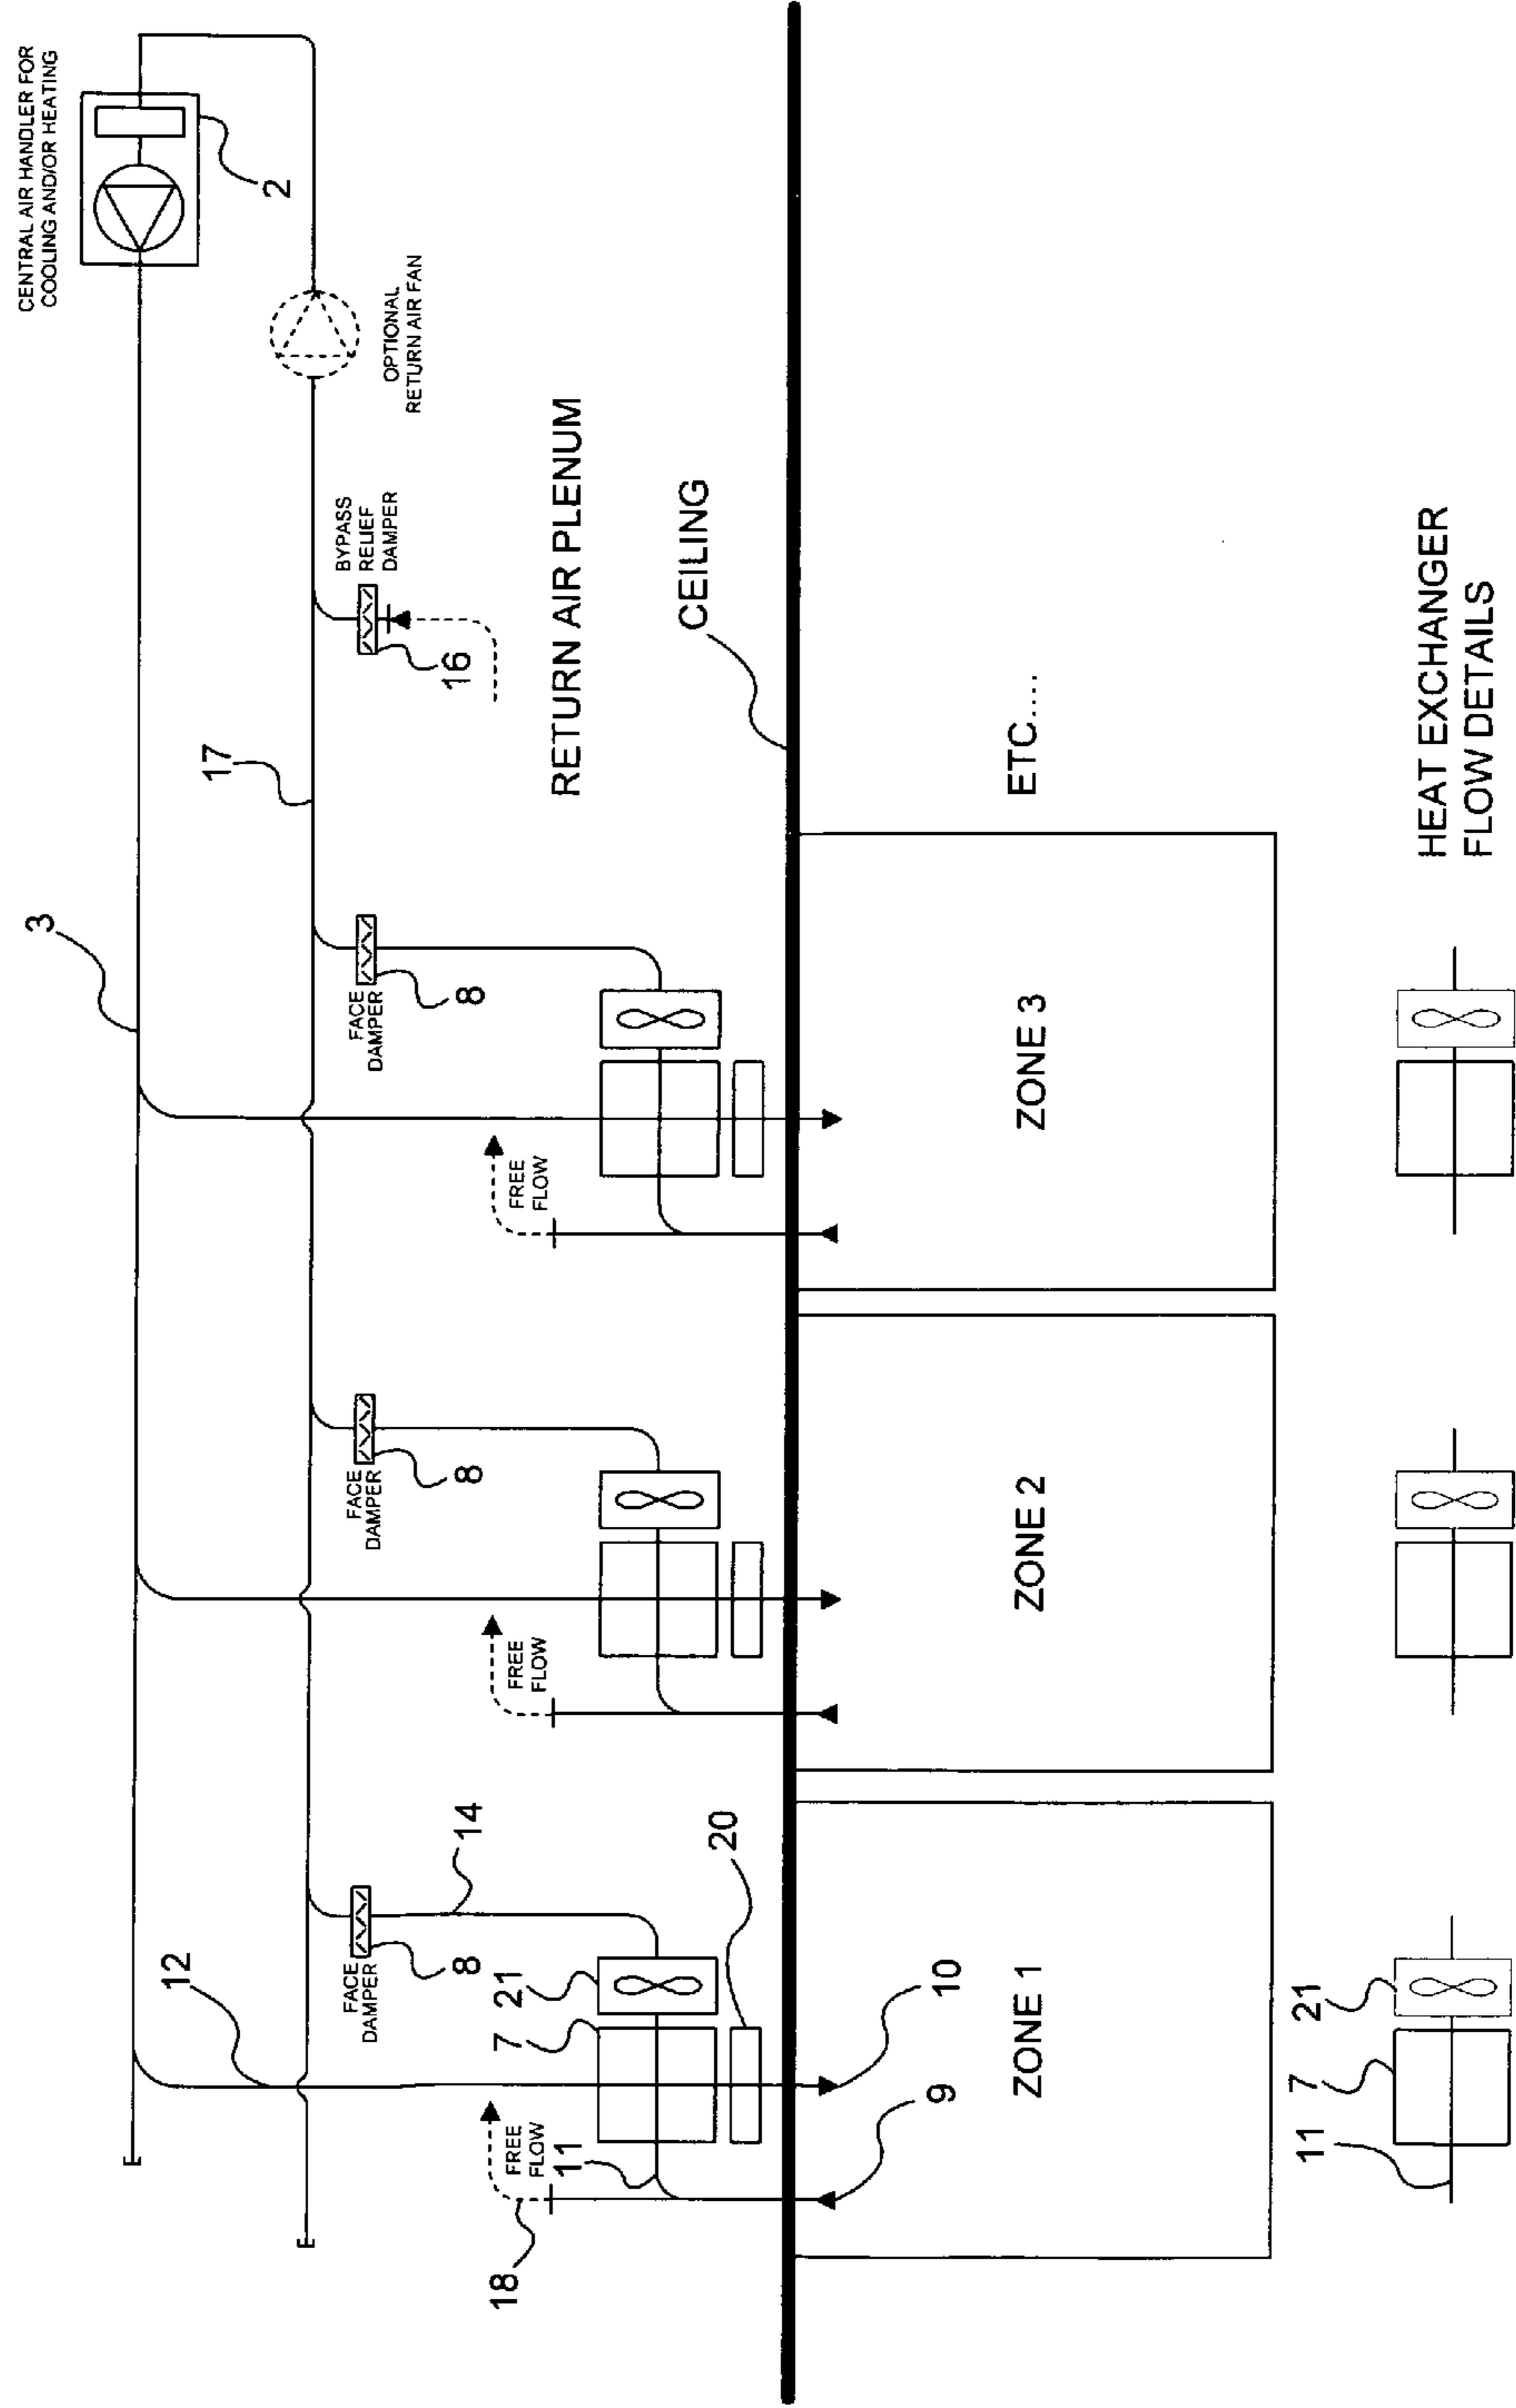 CENTRAL AIR HANDLER FOR
COOLING AND/OR HEATING
2
3
17
12
OPTIONAL
RETURN AIR FAN
BYPASS
RELIEF
DAMPER
16
FACE
DAMPER
8
FACE
DAMPER
8
FACE
DAMPER
8
14
RETURN AIR PLENUM
18
FREE
FLOW
FREE
FLOW
FREE
FLOW
11
7
21
20
CEILING
9
10
ZONE 1
ZONE 2
ZONE 3
ETC....
11
7
21
HEAT EXCHANGER
FLOW DETAILS